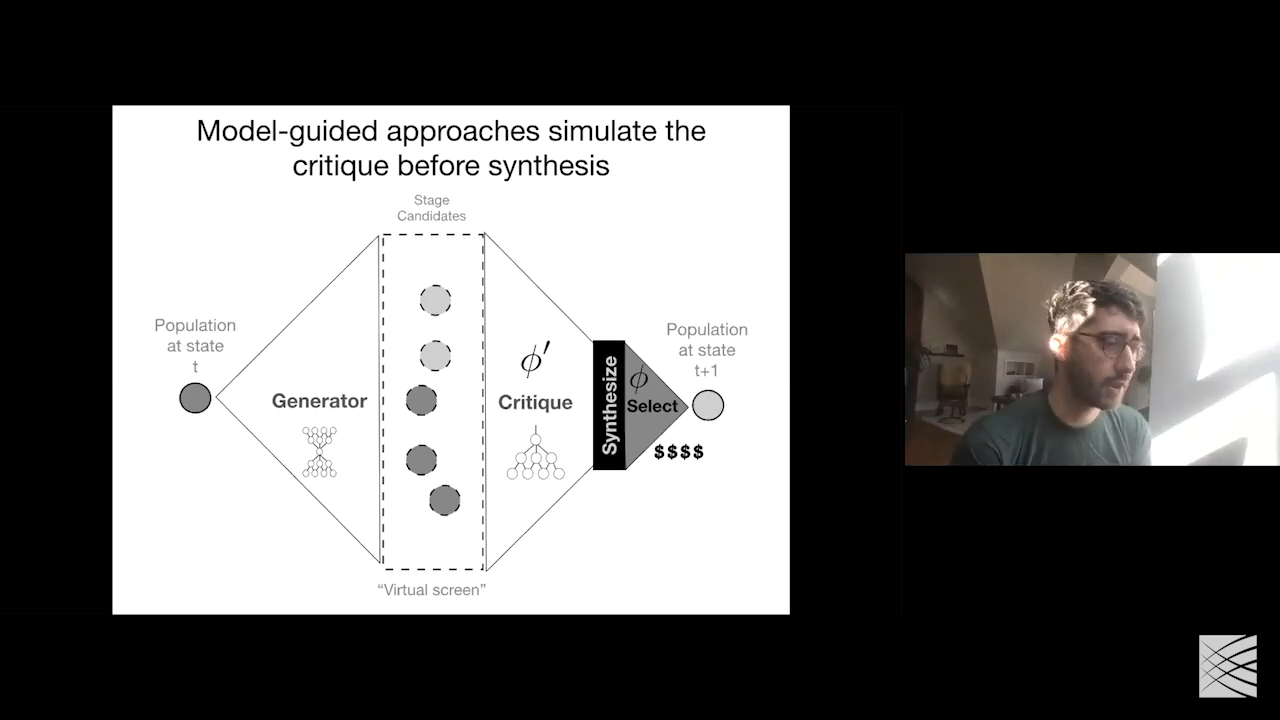 Model-guided approaches simulate the
critique before synthesis
Stage
Candidates
Population
at state
t
Generator
ϕ′
Critique
Synthesize
ϕ
Select
$$$$
Population
at state
t+1
“Virtual screen”